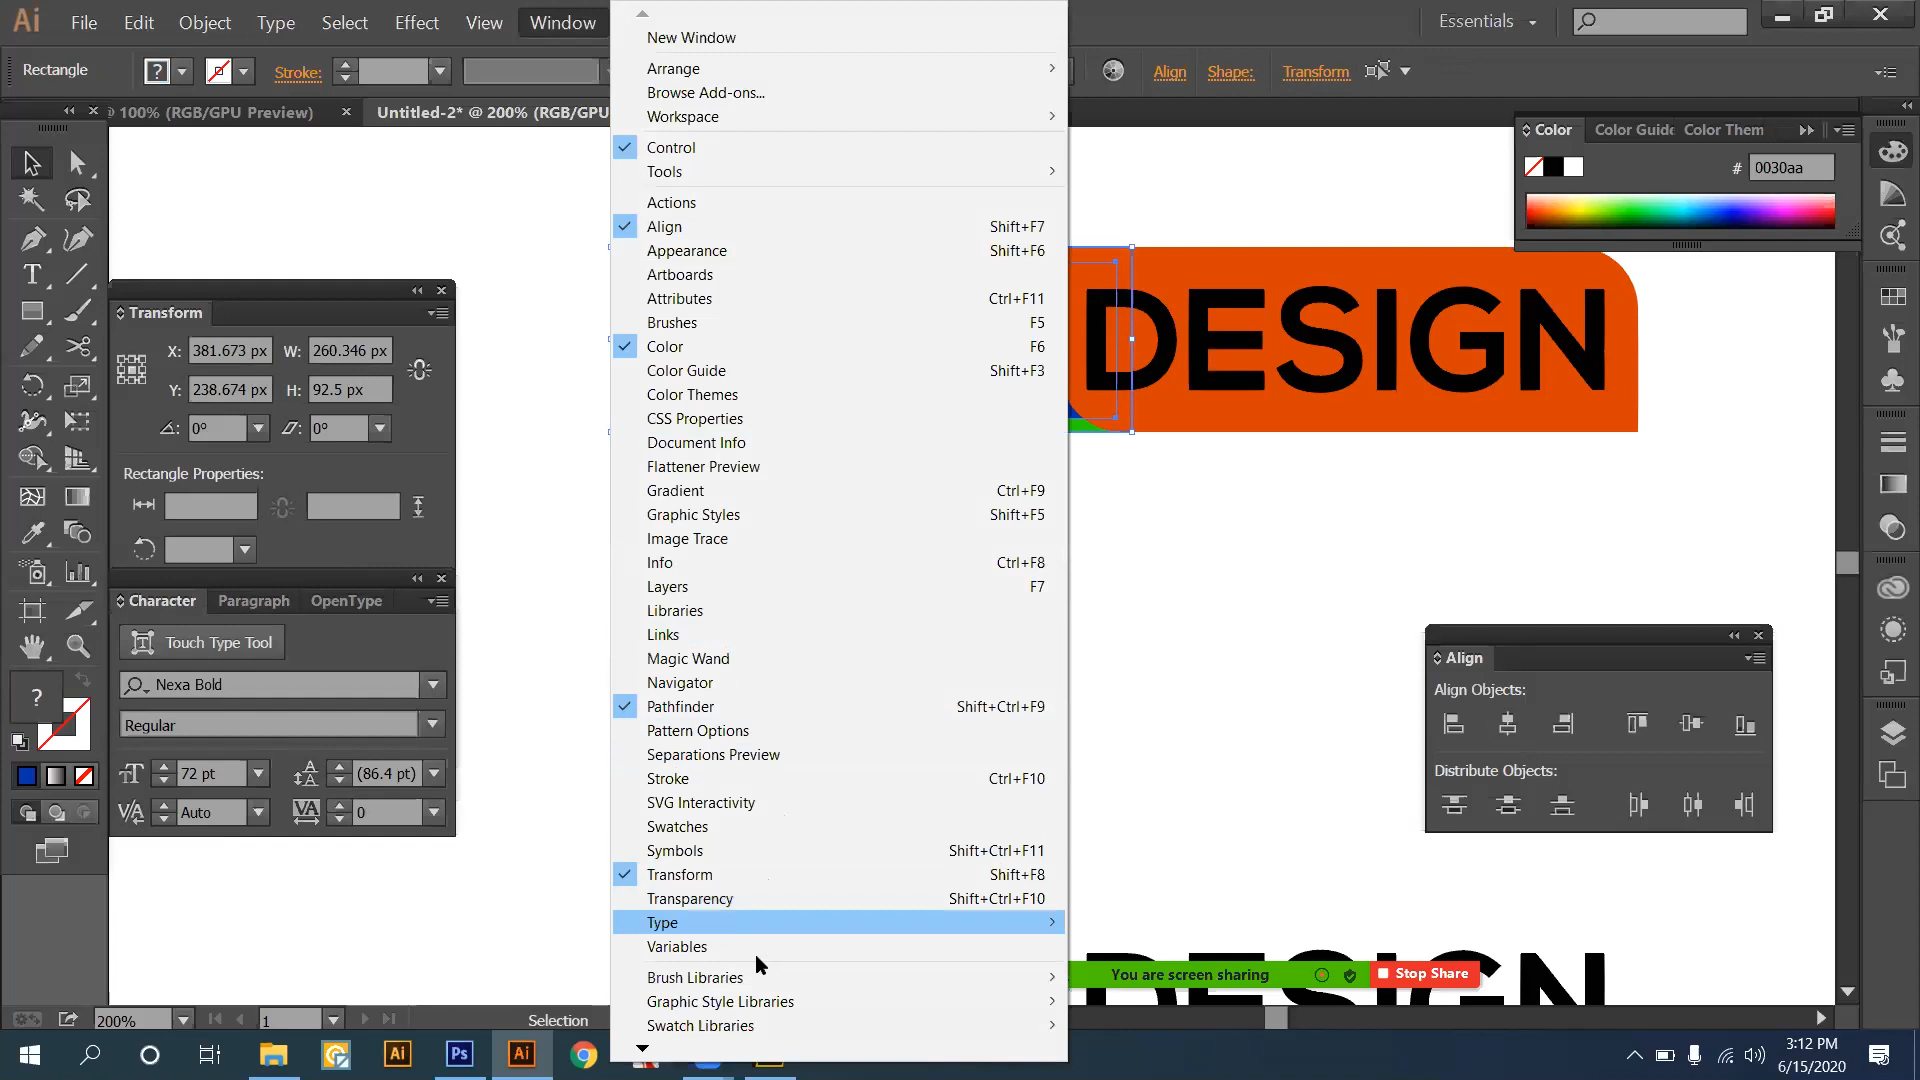 Ai File Edit Object Type Select Effect View Window Essentials
Rectangle ? Stroke: Align Shape: Transform
@ 100% (RGB/GPU Preview) × Untitled-2* @ 200% (RGB/GPU
New Window
Arrange
Browse Add-ons...
Workspace
Control
Tools
Actions
Align Shift+F7
Appearance Shift+F6
Artboards
Attributes Ctrl+F11
Brushes F5
Color F6
Color Guide Shift+F3
Color Themes
CSS Properties
Document Info
Flattener Preview
Gradient Ctrl+F9
Graphic Styles Shift+F5
Image Trace
Info Ctrl+F8
Layers F7
Libraries
Links
Magic Wand
Navigator
Pathfinder Shift+Ctrl+F9
Pattern Options
Separations Preview
Stroke Ctrl+F10
SVG Interactivity
Swatches
Symbols Shift+Ctrl+F11
Transform Shift+F8
Transparency Shift+Ctrl+F10
Type
Variables
Brush Libraries
Graphic Style Libraries
Swatch Libraries
Transform
X: 381.673 px W: 260.346 px
Y: 238.674 px H: 92.5 px
0° 0°
Rectangle Properties:
Character Paragraph OpenType
Touch Type Tool
Nexa Bold
Regular
72 pt (86.4 pt)
Auto 0
?
Color Color Guide Color Them
# 0030aa
DESIGN
Align
Align Objects:
Distribute Objects:
DESIGN
You are screen sharing Stop Share
200% 1 Selection
Ai Ps Ai
3:12 PM
6/15/2020